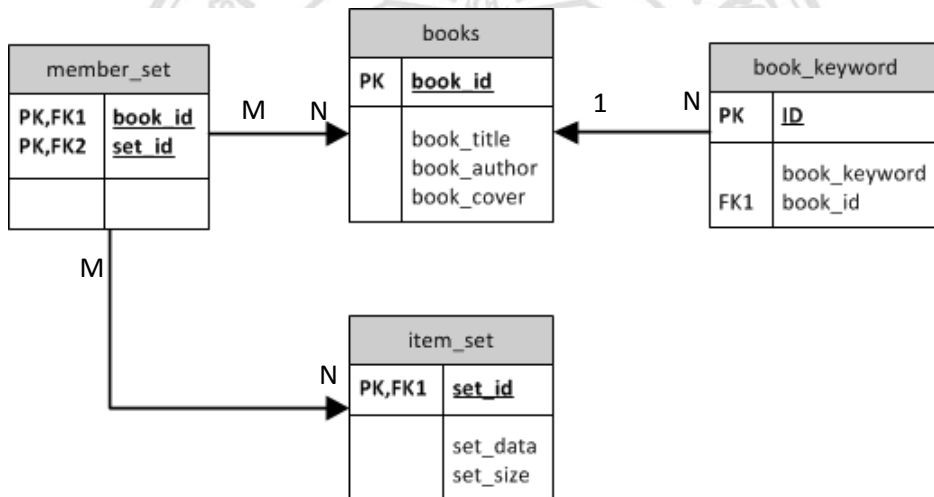 member_set
PK,FK1 book_id
PK,FK2 set_id
M
N
books
PK book_id
book_title
book_author
book_cover
1
N
book_keyword
PK ID
book_keyword
FK1 book_id
M
N
item_set
PK,FK1 set_id
set_data
set_size